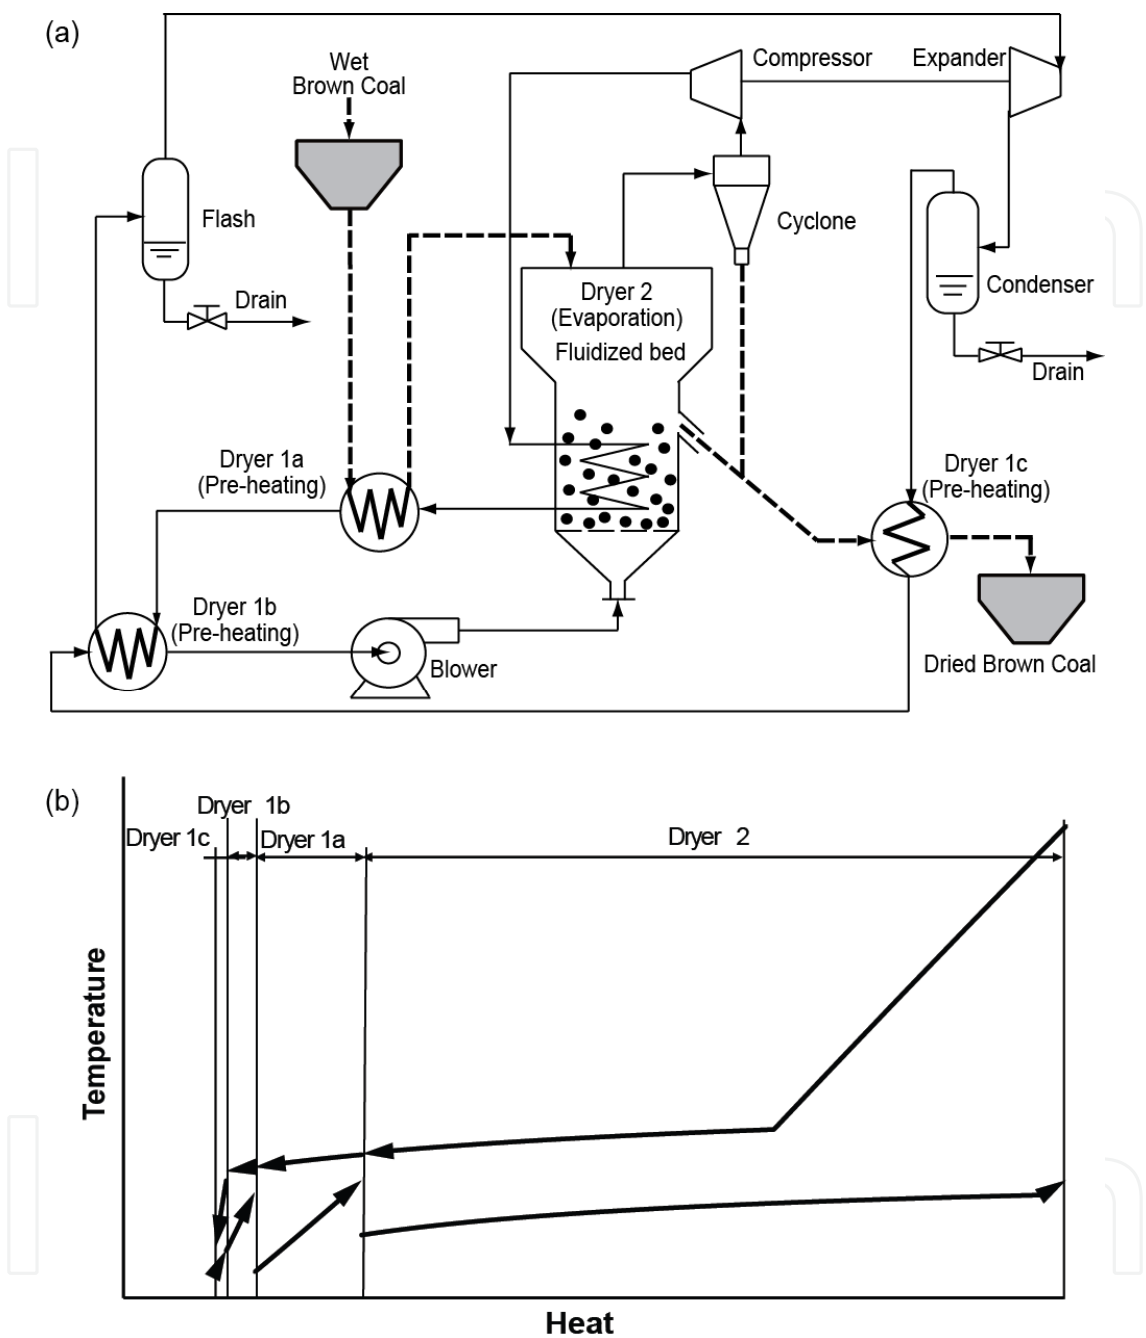 (a)
Wet
Brown Coal
Compressor
Expander
Flash
Cyclone
Drain
Dryer 2
(Evaporation)
Fluidized bed
Condenser
Drain
Dryer 1a
(Pre-heating)
Dryer 1c
(Pre-heating)
Dryer 1b
(Pre-heating)
Blower
Dried Brown Coal
(b)
Dryer 1b
Dryer 1c
Dryer 1a
Dryer 2
Temperature
Heat